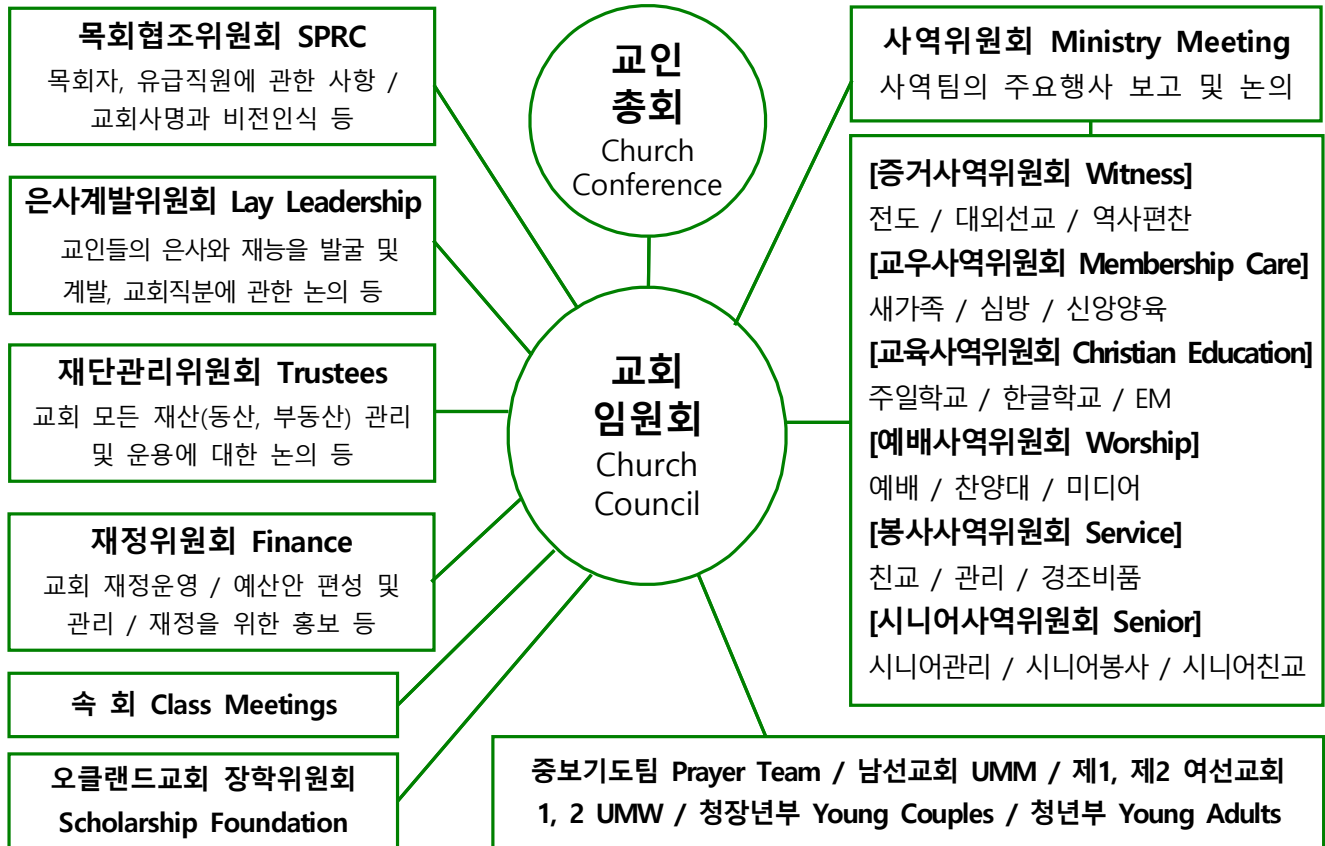 목회협조위원회 SPRC
목회자, 유급직원에 관한 사항 /
교회사명과 비전인식 등
은사계발위원회 Lay Leadership
교인들의 은사와 재능을 발굴 및
계발, 교회직분에 관한 논의 등
재단관리위원회 Trustees
교회 모든 재산(동산, 부동산) 관리
및 운용에 대한 논의 등
재정위원회 Finance
교회 재정운영 / 예산안 편성 및
관리 / 재정을 위한 홍보 등
속 회 Class Meetings
오클랜드교회 장학위원회
Scholarship Foundation
교인
총회
Church
Conference
교회
임원회
Church
Council
사역위원회 Ministry Meeting
사역팀의 주요행사 보고 및 논의
[증거사역위원회 Witness]
전도 / 대외선교 / 역사편찬
[교우사역위원회 Membership Care]
새가족 / 심방 / 신앙양육
[교육사역위원회 Christian Education]
주일학교 / 한글학교 / EM
[예배사역위원회 Worship]
예배 / 찬양대 / 미디어
[봉사사역위원회 Service]
친교 / 관리 / 경조비품
[시니어사역위원회 Senior]
시니어관리 / 시니어봉사 / 시니어친교
중보기도팀 Prayer Team / 남선교회 UMM / 제1, 제2 여선교회
1, 2 UMW / 청장년부 Young Couples / 청년부 Young Adults